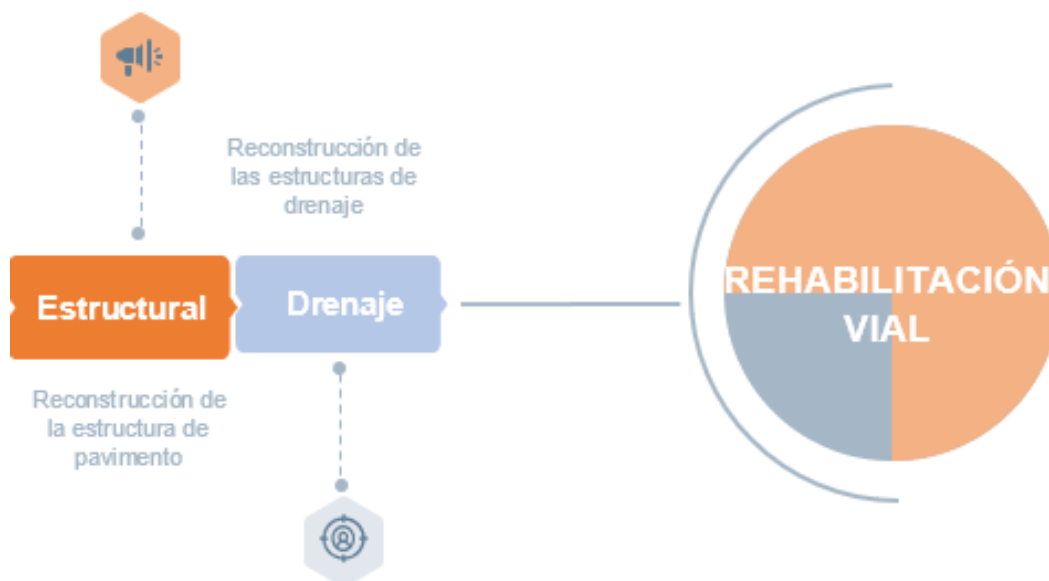 Reconstrucción de
las estructuras de
drenaje
Estructural
Drenaje
Reconstrucción de
la estructura de
pavimento
REHABILITACIÓN
VIAL